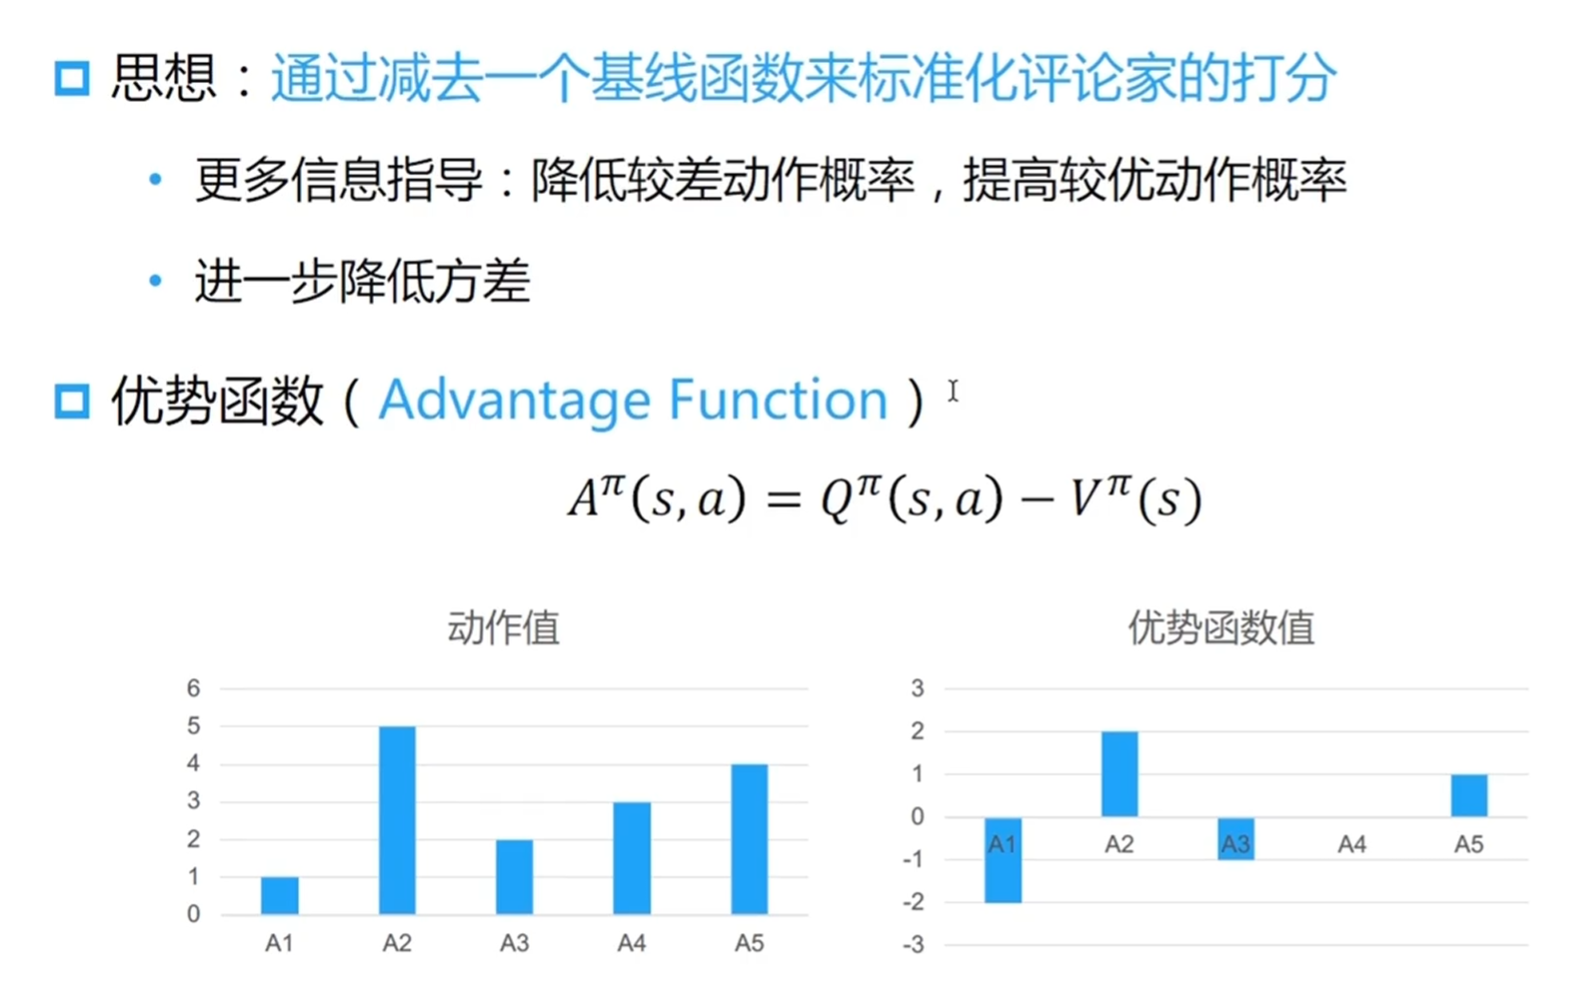 思想：通过减去一个基线函数来标准化评论家的打分
• 更多信息指导：降低较差动作概率，提高较优动作概率
• 进一步降低方差
优势函数（Advantage Function）
A^π(s,a) = Q^π(s,a) − V^π(s)
动作值
6
5
4
3
2
1
0
A1 A2 A3 A4 A5
优势函数值
3
2
1
0
A1 A2 A3 A4 A5
-1
-2
-3